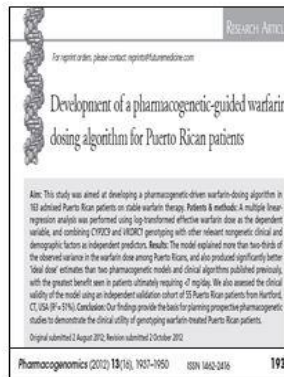 RESEARCH ARTIC
For reprint orders, please contact: reprints@futuremedicine.com
Development of a pharmacogenetic-guided warfarin
dosing algorithm for Puerto Rican patients
Aim: This study was aimed at developing a pharmacogenetic-driven warfarin-dosing algorithm in
163 admixed Puerto Rican patients on stable warfarin therapy. Patients & methods: A multiple linear-
regression analysis was performed using log-transformed effective warfarin dose as the dependent
variable, and combining CYP2C9 and VKORC1 genotyping with other relevant nongenetic clinical and
demographic factors as independent predictors. Results: The model explained more than two-thirds of
the observed variance in the warfarin dose among Puerto Ricans, and also produced significantly better
'ideal dose' estimates than two pharmacogenetic models and clinical algorithms published previously,
with the greatest benefit seen in patients ultimately requiring <7 mg/day. We also assessed the clinical
validity of the model using an independent validation cohort of 55 Puerto Rican patients from Hartford,
CT, USA (R² = 51%). Conclusion: Our findings provide the basis for planning prospective pharmacogenetic
studies to demonstrate the clinical utility of genotyping warfarin-treated Puerto Rican patients.
Original submitted 2 August 2012; Revision submitted 2 October 2012
Pharmacogenomics (2012) 13(16), 1937–1950 ISSN 1462-2416 193